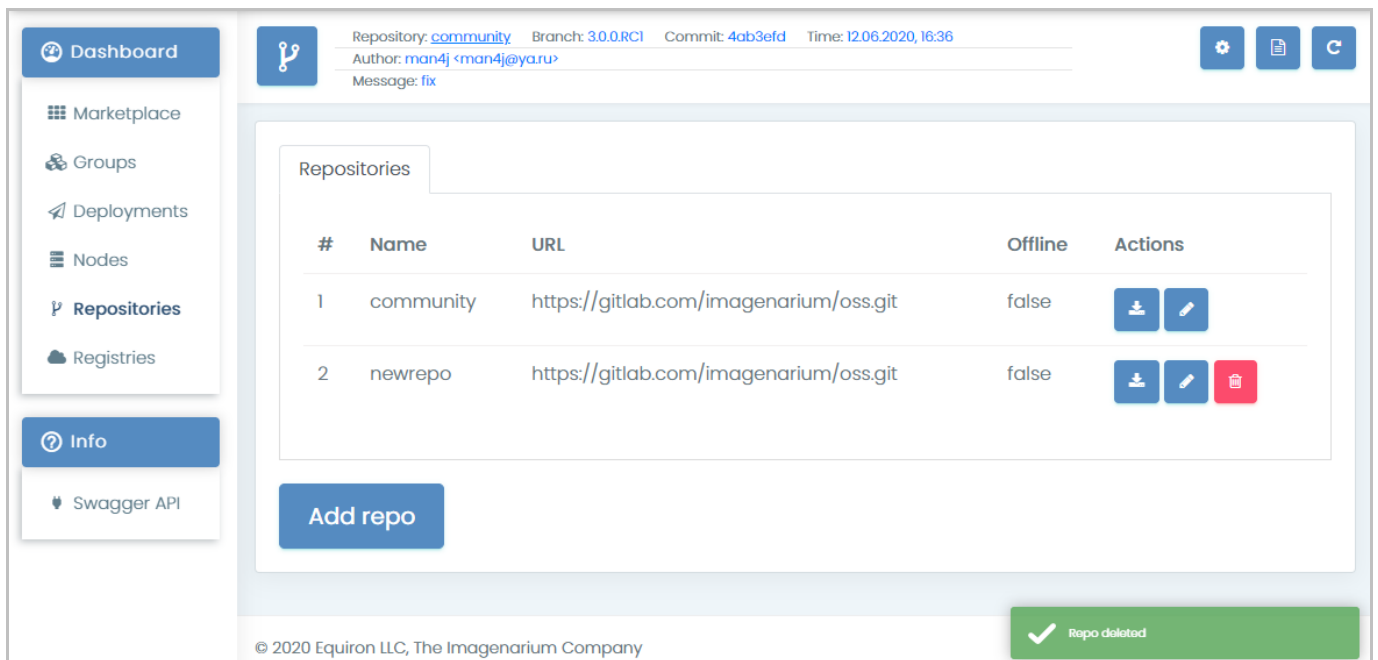 Dashboard
Marketplace
Groups
Deployments
Nodes
Repositories
Registries
Info
Swagger API
Repository: community Branch: 3.0.0.RC1 Commit: 4ab3efd Time: 12.06.2020, 16:36
Author: man4j <man4j@ya.ru>
Message: fix
Repositories
# Name URL Offline Actions
1 community https://gitlab.com/imagenarium/oss.git false
2 newrepo https://gitlab.com/imagenarium/oss.git false
Add repo
© 2020 Equiron LLC, The Imagenarium Company
Repo deleted